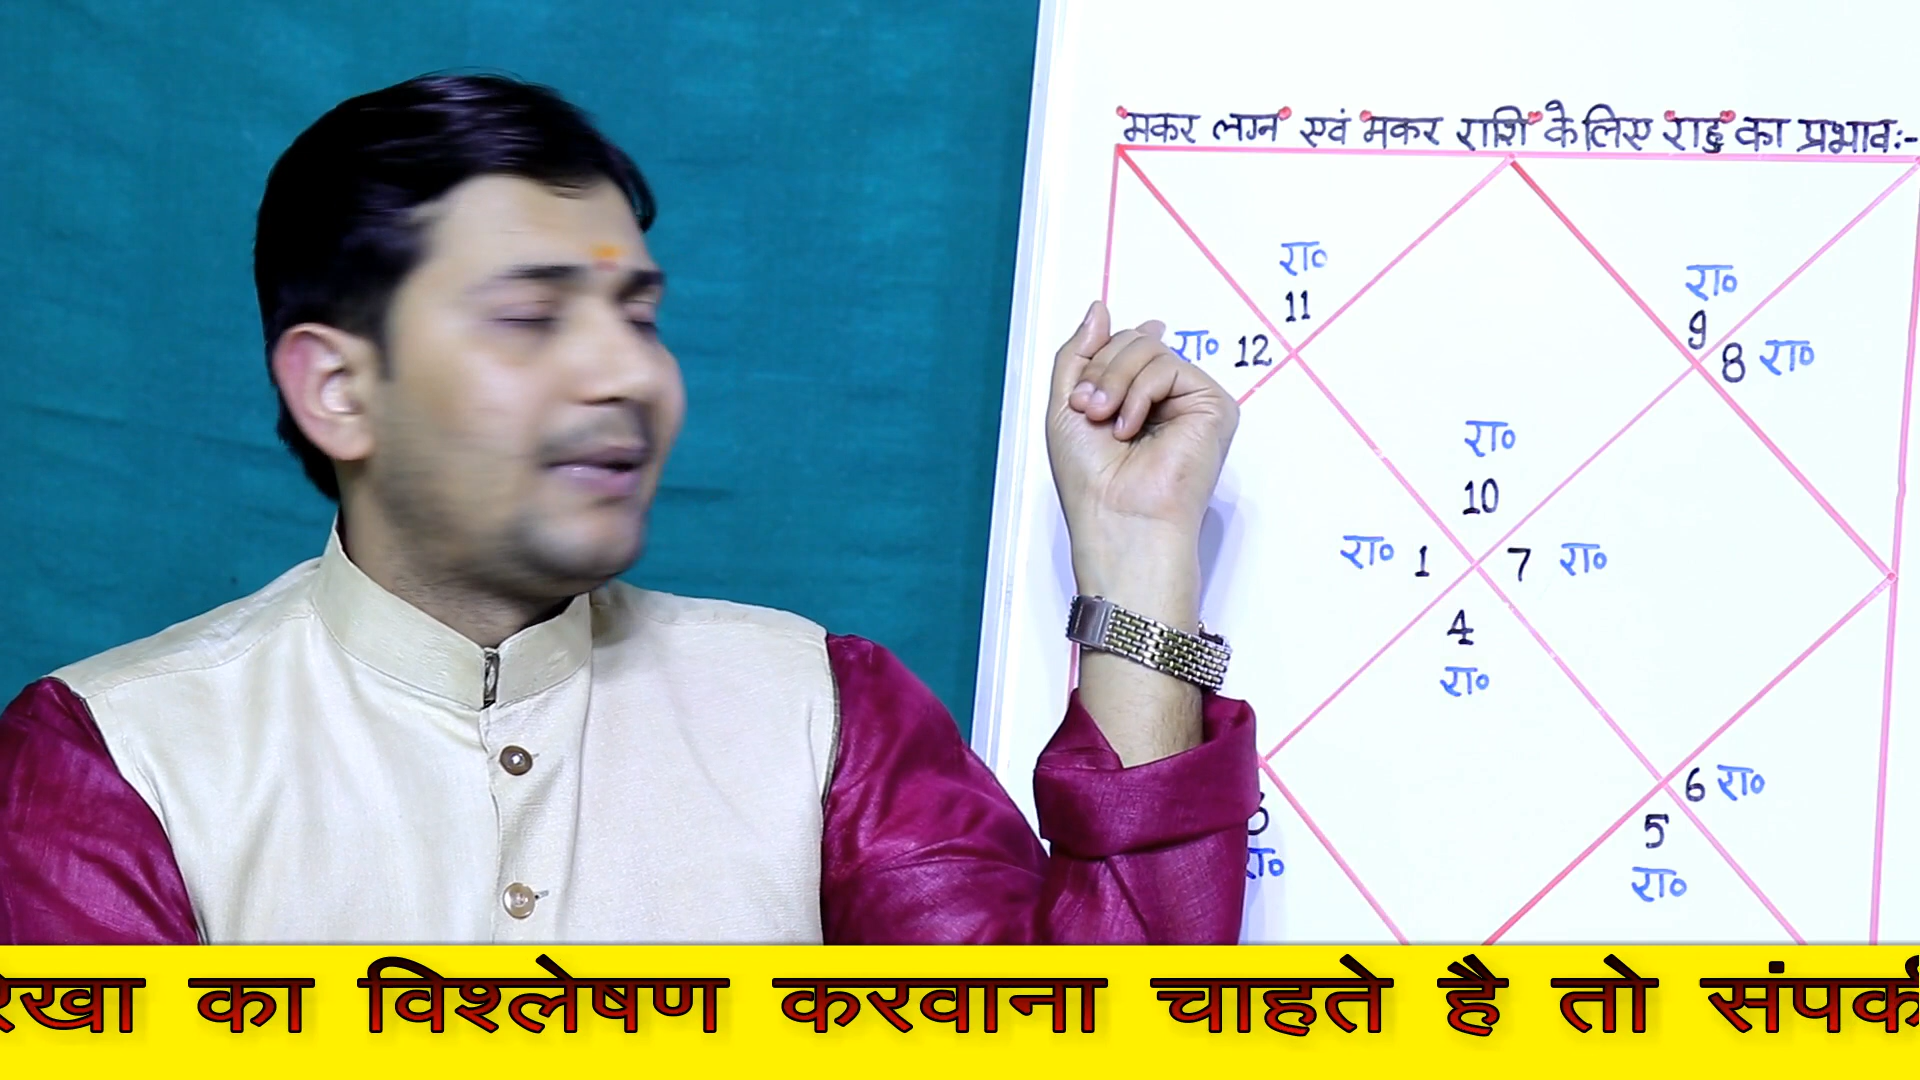 मकर लग्न एवं मकर राशि के लिए राहु का प्रभाव:-
रा०
11
रा०
9
रा० 12
8 रा०
रा०
10
रा० 1
7 रा०
4
रा०
6 रा०
5
रा०
रा०
का विश्लेषण करवाना चाहते है तो संपर्क